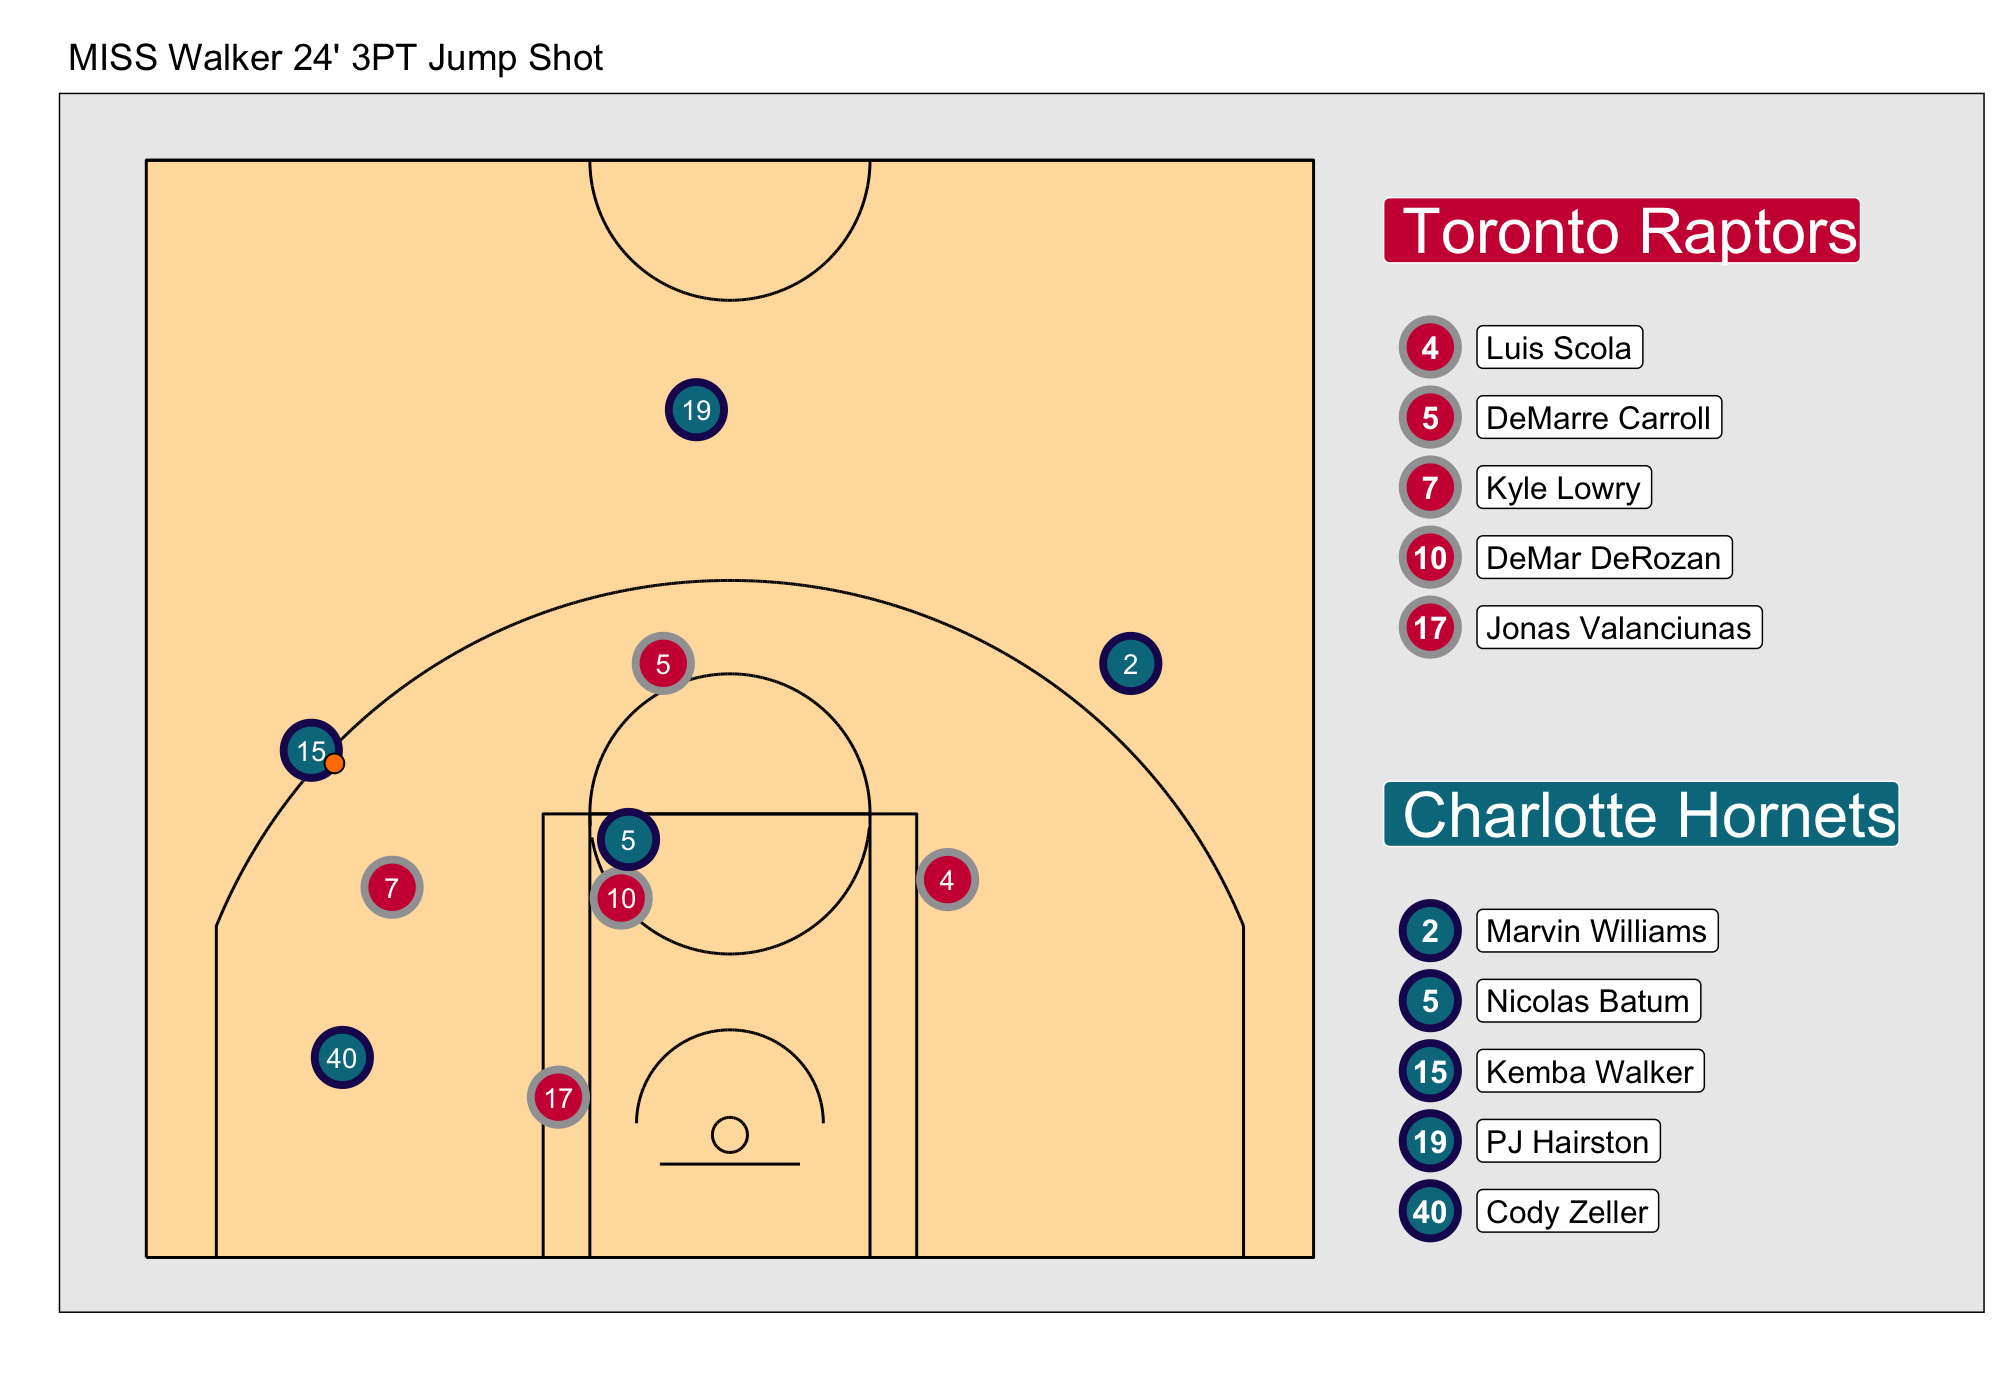 MISS Walker 24' 3PT Jump Shot
Toronto Raptors
4 Luis Scola
5 DeMarre Carroll
7 Kyle Lowry
10 DeMar DeRozan
17 Jonas Valanciunas
Charlotte Hornets
2 Marvin Williams
5 Nicolas Batum
15 Kemba Walker
19 PJ Hairston
40 Cody Zeller
19
5
2
15
5
7
10
4
40
17